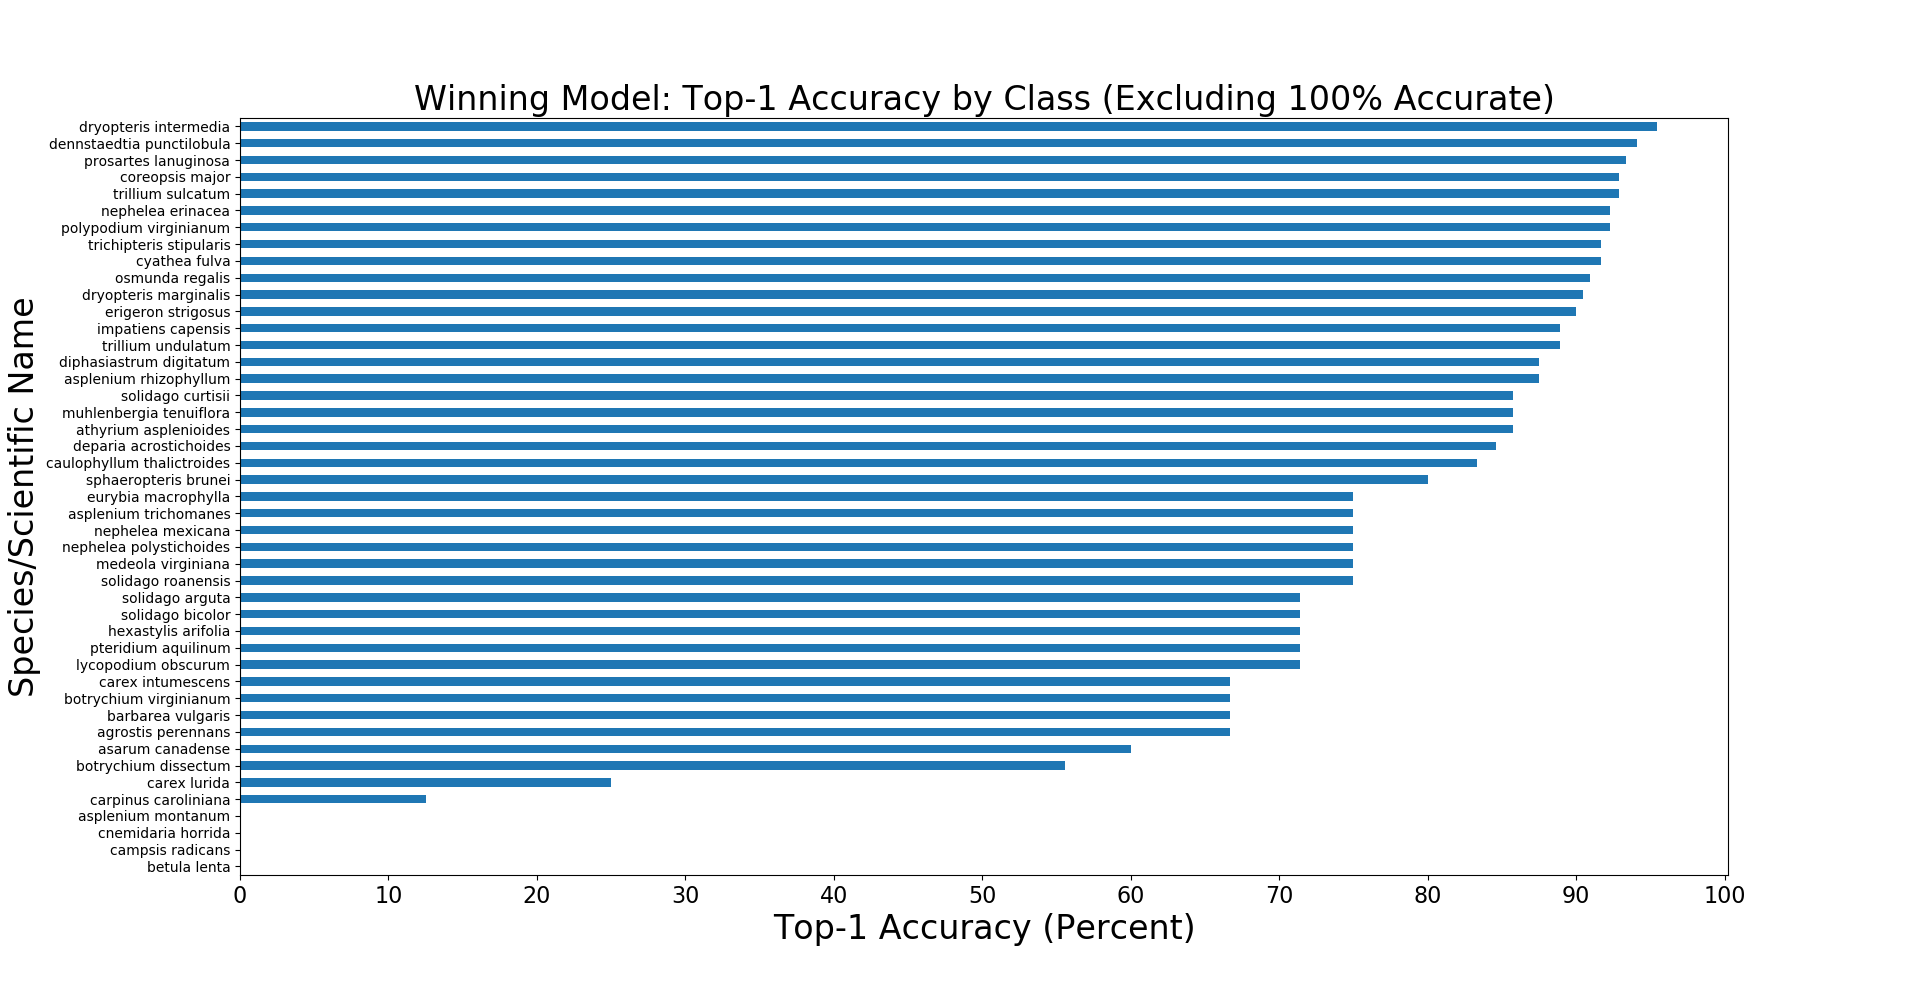 Winning Model: Top-1 Accuracy by Class (Excluding 100% Accurate)
Species/Scientific Name
dryopteris intermedia
dennstaedtia punctilobula
prosartes lanuginosa
coreopsis major
trillium sulcatum
nephelea erinacea
polypodium virginianum
trichipteris stipularis
cyathea fulva
osmunda regalis
dryopteris marginalis
erigeron strigosus
impatiens capensis
trillium undulatum
diphasiastrum digitatum
asplenium rhizophyllum
solidago curtisii
muhlenbergia tenuiflora
athyrium asplenioides
deparia acrostichoides
caulophyllum thalictroides
sphaeropteris brunei
eurybia macrophylla
asplenium trichomanes
nephelea mexicana
nephelea polystichoides
medeola virginiana
solidago roanensis
solidago arguta
solidago bicolor
hexastylis arifolia
pteridium aquilinum
lycopodium obscurum
carex intumescens
botrychium virginianum
barbarea vulgaris
agrostis perennans
asarum canadense
botrychium dissectum
carex lurida
carpinus caroliniana
asplenium montanum
cnemidaria horrida
campsis radicans
betula lenta
0 10 20 30 40 50 60 70 80 90 100
Top-1 Accuracy (Percent)